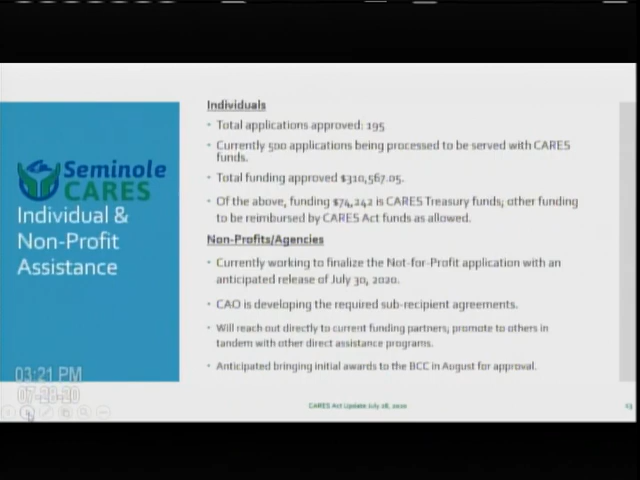 Individuals
• Total applications approved: 195
• Currently 500 applications being processed to be served with CARES
funds.
• Total funding approved $310,567.05.
• Of the above, funding $74,242 is CARES Treasury funds; other funding
to be reimbursed by CARES Act funds as allowed.
Non-Profits/Agencies
• Currently working to finalize the Not-for-Profit application with an
anticipated release of July 30, 2020.
• CAO is developing the required sub-recipient agreements.
• Will reach out directly to current funding partners; promote to others in
tandem with other direct assistance programs.
• Anticipated bringing initial awards to the BCC in August for approval.
Seminole
CARES
Individual &
Non-Profit
Assistance
03:21 PM
07-28-20
CARES Act Update July 28, 2020